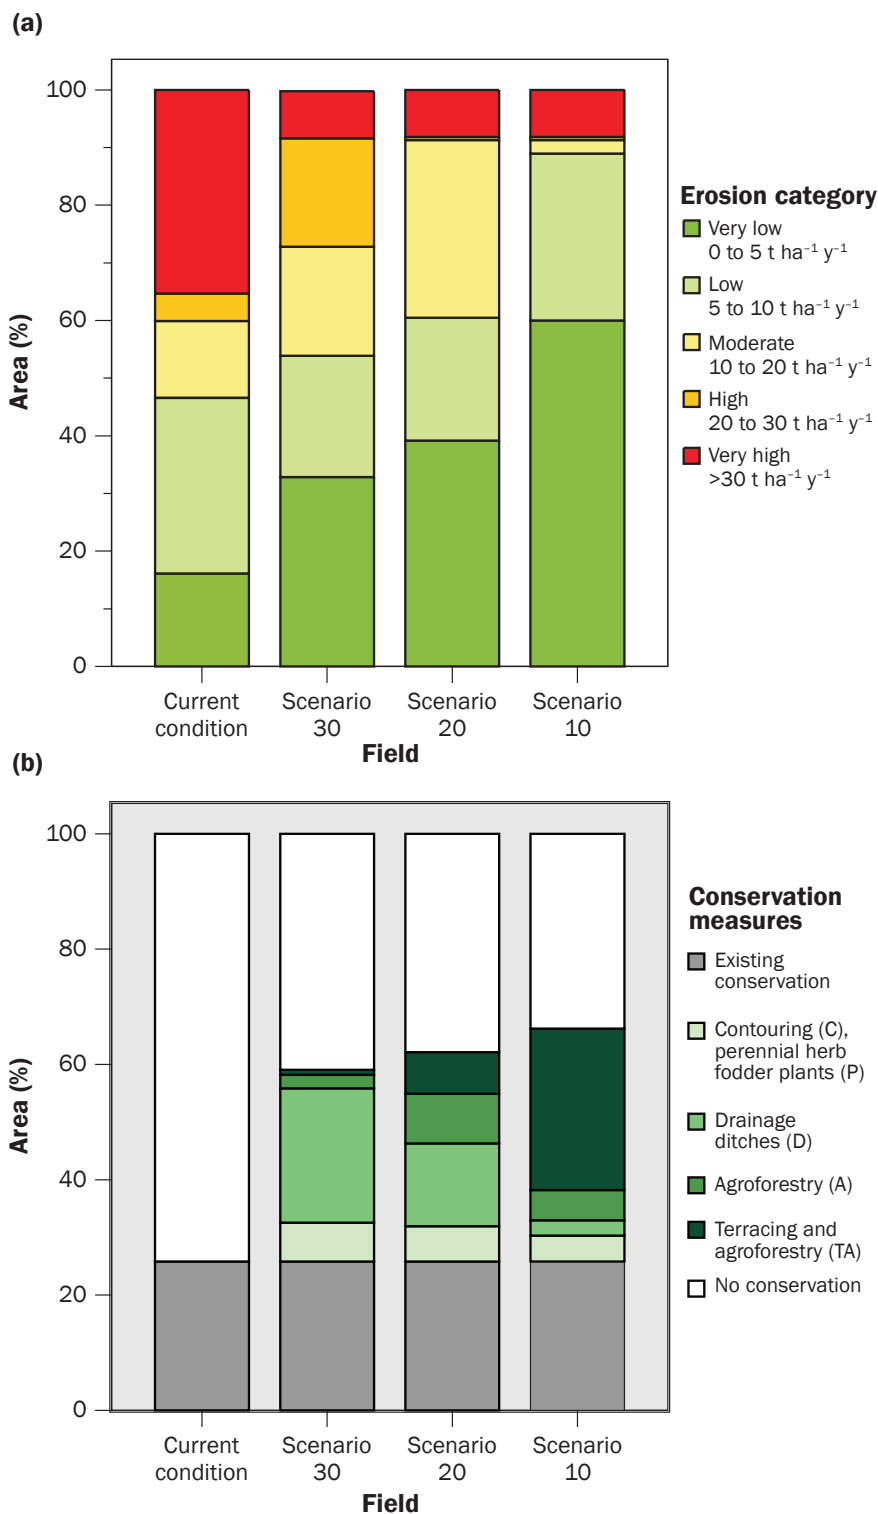 (a)
100
80
60
40
20
0
Area (%)
Current
condition
Scenario
30
Scenario
20
Scenario
10
Field
Erosion category
Very low
0 to 5 t ha⁻¹ y⁻¹
Low
5 to 10 t ha⁻¹ y⁻¹
Moderate
10 to 20 t ha⁻¹ y⁻¹
High
20 to 30 t ha⁻¹ y⁻¹
Very high
>30 t ha⁻¹ y⁻¹
(b)
100
80
60
40
20
0
Area (%)
Current
condition
Scenario
30
Scenario
20
Scenario
10
Field
Conservation
measures
Existing
conservation
Contouring (C),
perennial herb
fodder plants (P)
Drainage
ditches (D)
Agroforestry (A)
Terracing and
agroforestry (TA)
No conservation